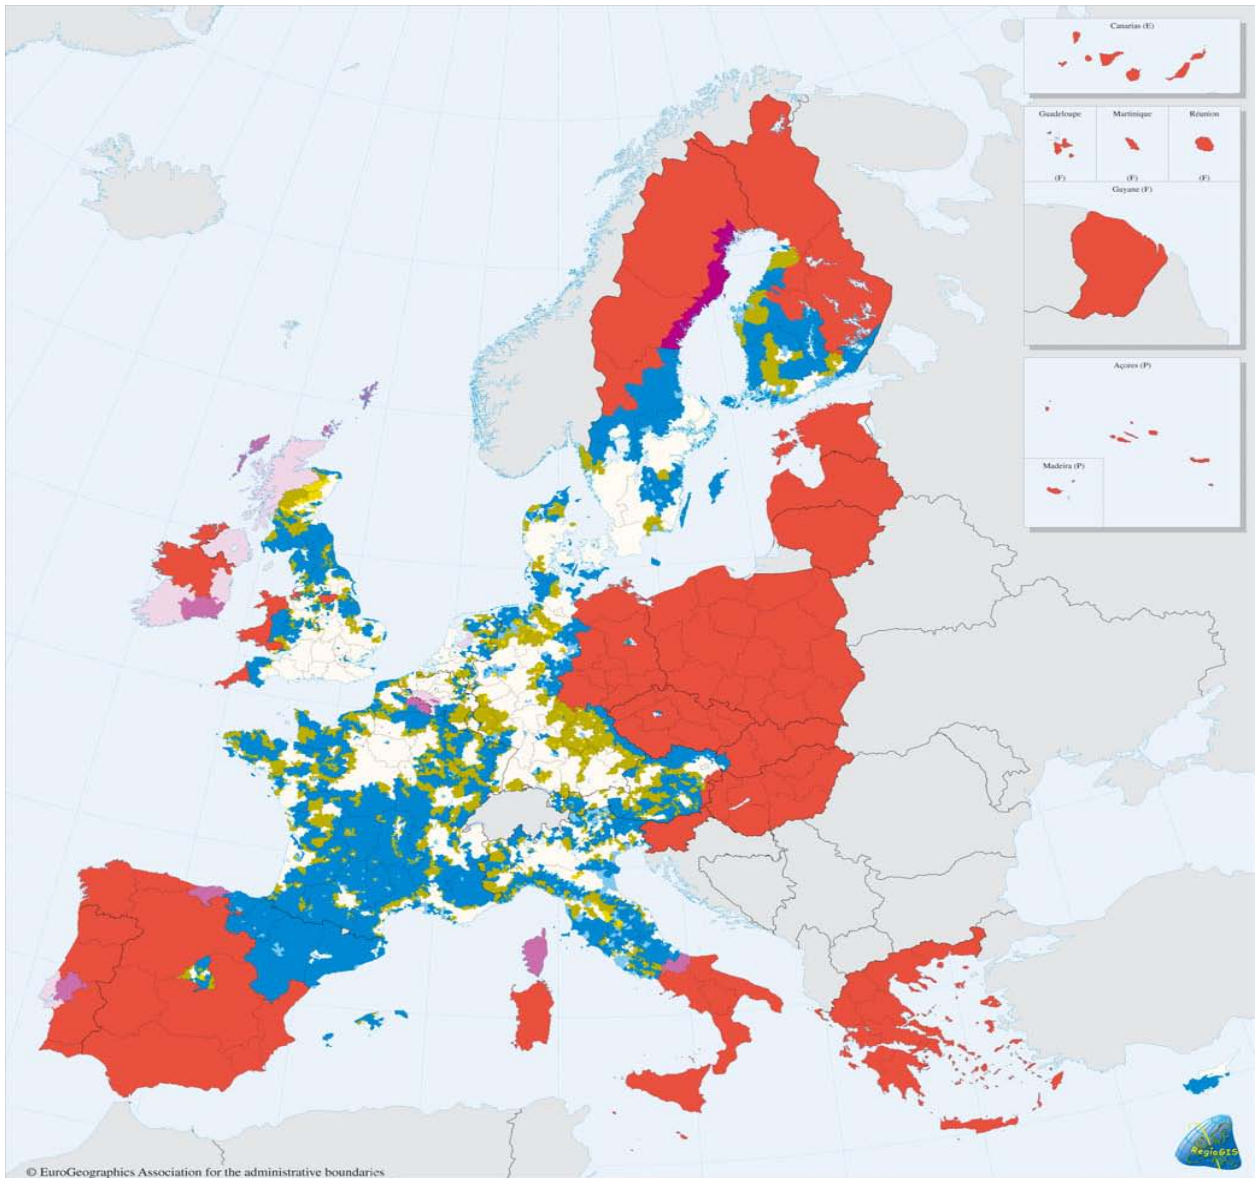 Canarias (E)
Guadeloupe
Martinique
Réunion
(F)
(F)
(F)
Guyane (F)
Açores (P)
Madeira (P)
RegioGIS
© EuroGeographics Association for the administrative boundaries